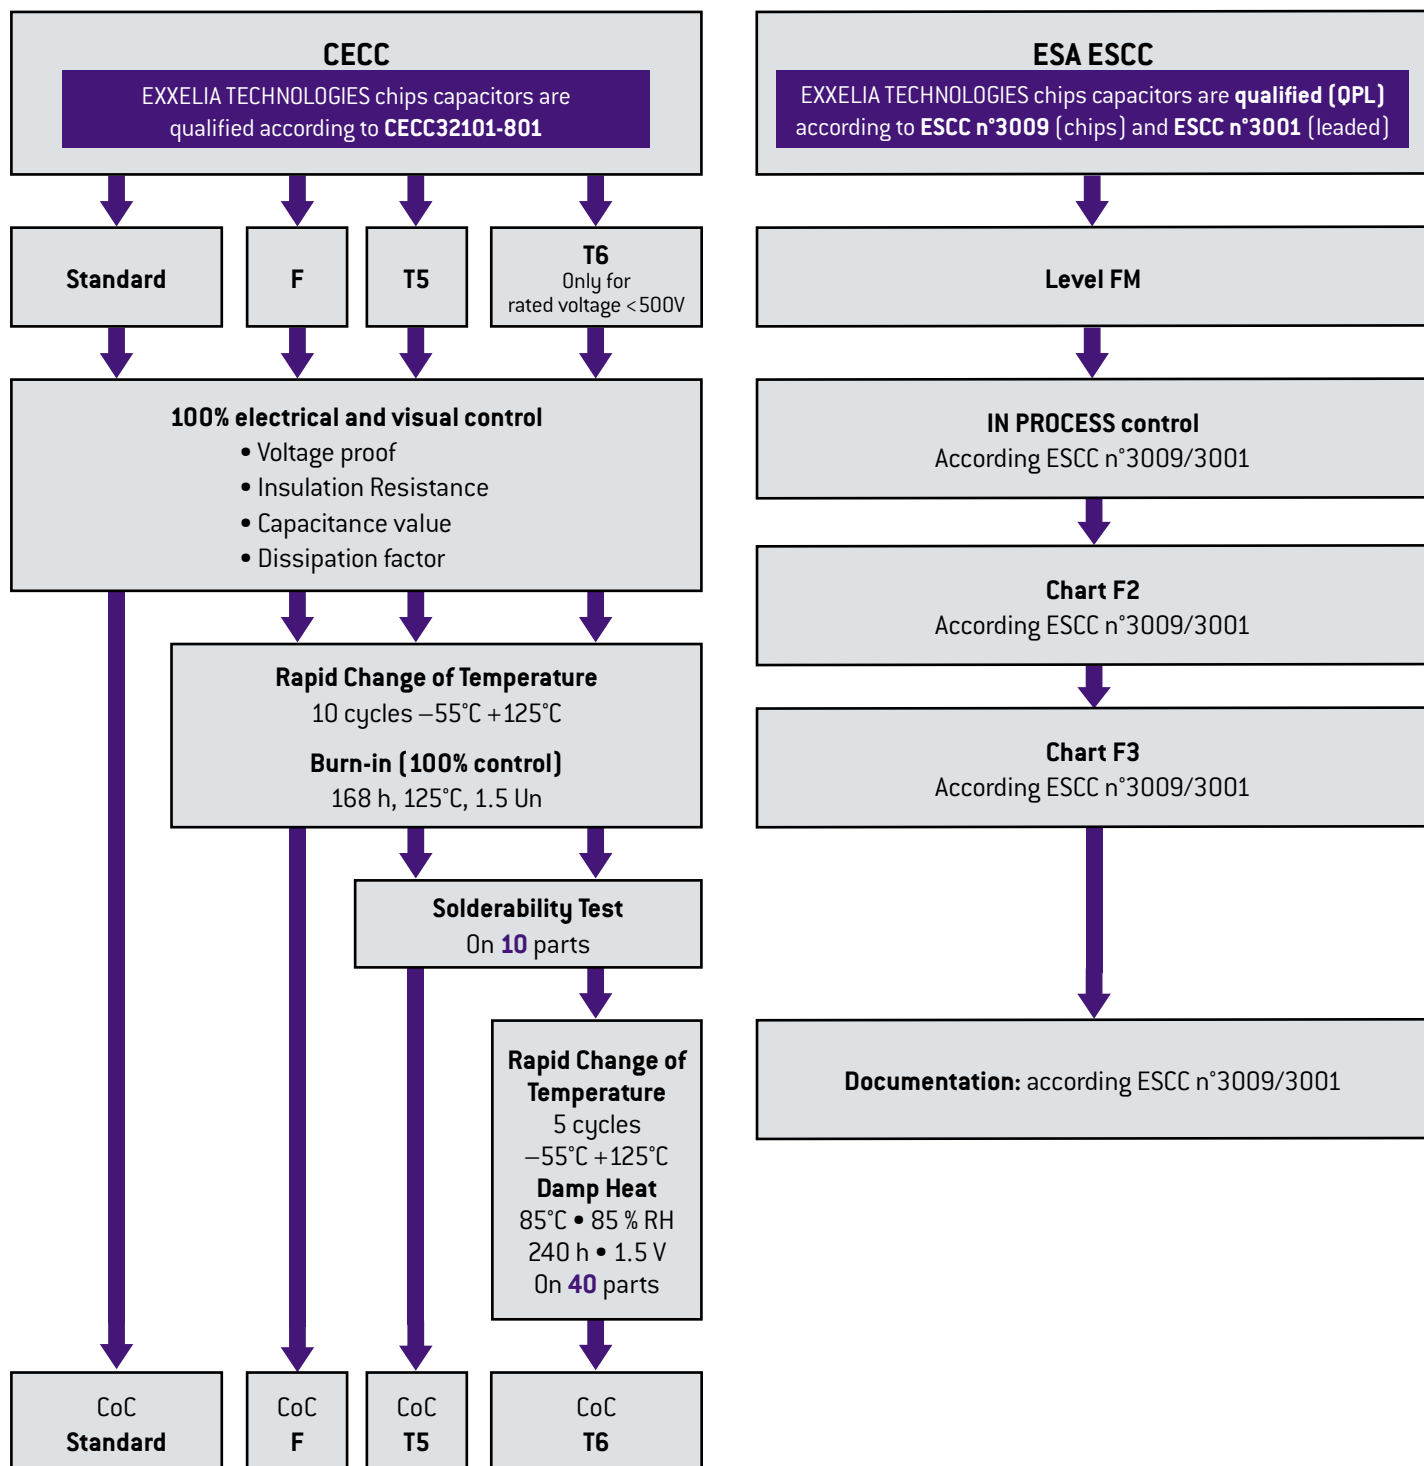 CECC
EXXELIA TECHNOLOGIES chips capacitors are
qualified according to CECC32101-801
Standard
F
T5
T6
Only for
rated voltage <500V
100% electrical and visual control
• Voltage proof
• Insulation Resistance
• Capacitance value
• Dissipation factor
Rapid Change of Temperature
10 cycles –55°C +125°C
Burn-in (100% control)
168 h, 125°C, 1.5 Un
Solderability Test
On 10 parts
Rapid Change of
Temperature
5 cycles
–55°C +125°C
Damp Heat
85°C • 85 % RH
240 h • 1.5 V
On 40 parts
CoC
Standard
CoC
F
CoC
T5
CoC
T6
ESA ESCC
EXXELIA TECHNOLOGIES chips capacitors are qualified (QPL)
according to ESCC n°3009 (chips) and ESCC n°3001 (leaded)
Level FM
IN PROCESS control
According ESCC n°3009/3001
Chart F2
According ESCC n°3009/3001
Chart F3
According ESCC n°3009/3001
Documentation: according ESCC n°3009/3001